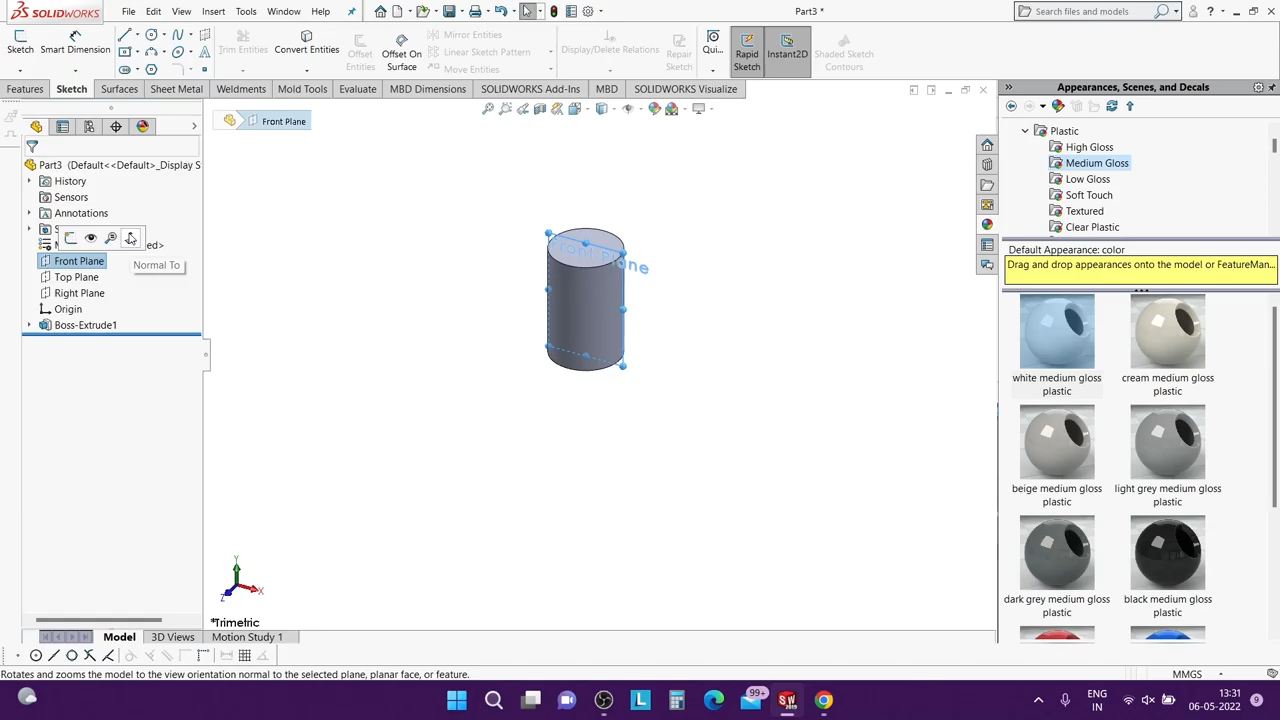 SOLIDWORKS
File
Edit
View
Insert
Tools
Window
Help
Part3 *
Search files and models
Sketch
Smart Dimension
Trim Entities
Convert Entities
Offset Entities
Offset On Surface
Mirror Entities
Linear Sketch Pattern
Move Entities
Display/Delete Relations
Repair Sketch
Qui...
Rapid Sketch
Instant2D
Shaded Sketch Contours
Features
Sketch
Surfaces
Sheet Metal
Weldments
Mold Tools
Evaluate
MBD Dimensions
SOLIDWORKS Add-Ins
MBD
SOLIDWORKS Visualize
Appearances, Scenes, and Decals
Front Plane
Part3 (Default<<Default>_Display S
History
Sensors
Annotations
S
ed>
Front Plane
Normal To
Top Plane
Right Plane
Origin
Boss-Extrude1
Front Plane
Y
X
Z
*Trimetric
Plastic
High Gloss
Medium Gloss
Low Gloss
Soft Touch
Textured
Clear Plastic
Default Appearance: color
Drag and drop appearances onto the model or FeatureMan...
white medium gloss plastic
cream medium gloss plastic
beige medium gloss plastic
light grey medium gloss plastic
dark grey medium gloss plastic
black medium gloss plastic
Model
3D Views
Motion Study 1
Rotates and zooms the model to the view orientation normal to the selected plane, planar face, or feature.
MMGS
99+
SW
2019
L
ENG
IN
13:31
06-05-2022
9